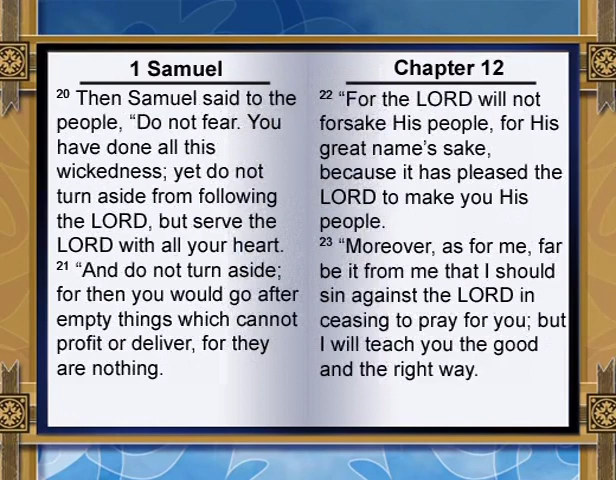 1 Samuel
²⁰ Then Samuel said to the
people, “Do not fear. You
have done all this
wickedness; yet do not
turn aside from following
the LORD, but serve the
LORD with all your heart.
²¹ “And do not turn aside;
for then you would go after
empty things which cannot
profit or deliver, for they
are nothing.
Chapter 12
²² “For the LORD will not
forsake His people, for His
great name’s sake,
because it has pleased the
LORD to make you His
people.
²³ “Moreover, as for me, far
be it from me that I should
sin against the LORD in
ceasing to pray for you; but
I will teach you the good
and the right way.